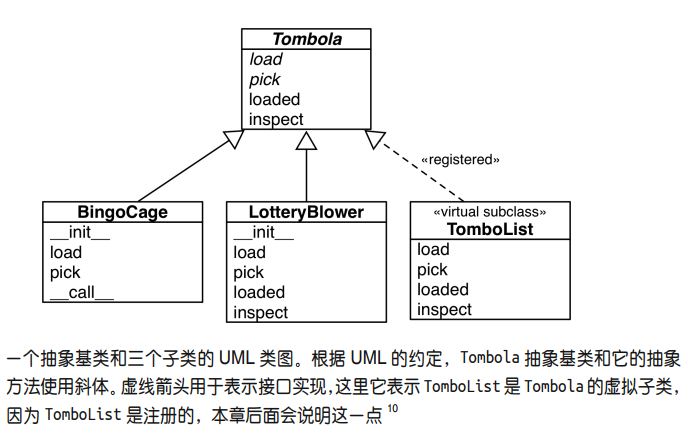 Tombola
load
pick
loaded
inspect
«registered»
BingoCage
__init__
load
pick
__call__
LotteryBlower
__init__
load
pick
loaded
inspect
«virtual subclass»
TomboList
load
pick
loaded
inspect
一个抽象基类和三个子类的 UML 类图。根据 UML 的约定，Tombola 抽象基类和它的抽象
方法使用斜体。虚线箭头用于表示接口实现，这里它表示 TomboList 是 Tombola 的虚拟子类，
因为 TomboList 是注册的，本章后面会说明这一点 10